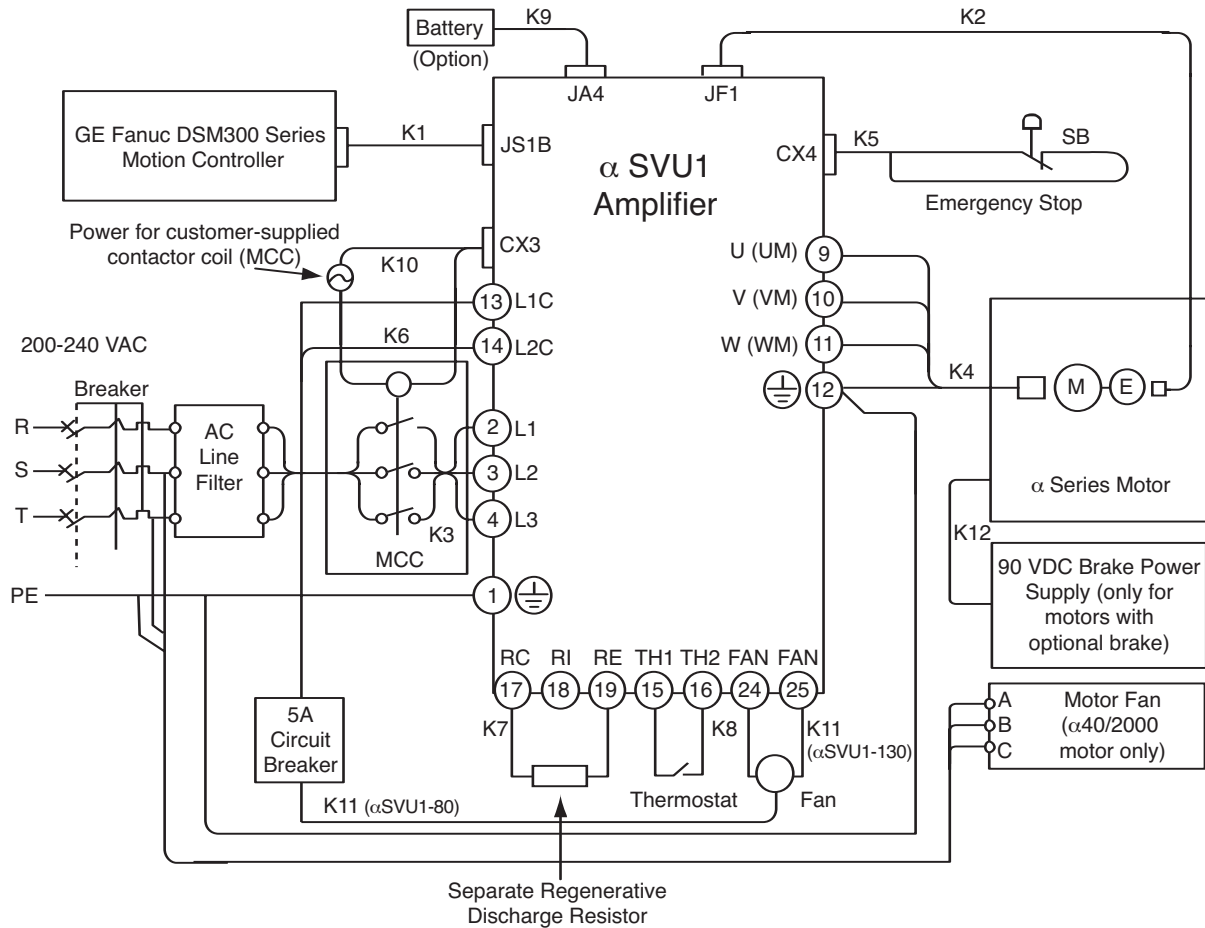 Battery
(Option)
K9
K2
JA4
JF1
GE Fanuc DSM300 Series
Motion Controller
K1
JS1B
α SVU1
Amplifier
CX4
K5
SB
Emergency Stop
Power for customer-supplied
contactor coil (MCC)
K10
CX3
U (UM)
9
13
L1C
V (VM)
10
K6
14
L2C
W (WM)
11
200-240 VAC
12
K4
M
E
Breaker
R
S
T
AC
Line
Filter
2
L1
3
L2
4
L3
K3
MCC
α Series Motor
K12
PE
1
90 VDC Brake Power
Supply (only for
motors with
optional brake)
RC
RI
RE
TH1
TH2
FAN
FAN
17
18
19
15
16
24
25
A
B
C
Motor Fan
(α40/2000
motor only)
5A
Circuit
Breaker
K7
K8
K11
(αSVU1-130)
Thermostat
Fan
K11 (αSVU1-80)
Separate Regenerative
Discharge Resistor